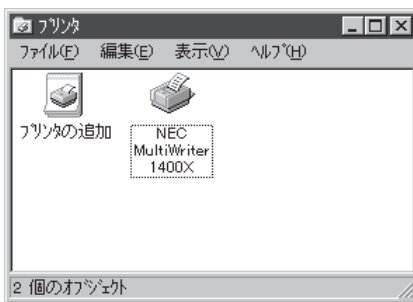 プリンタ
ファイル(F) 編集(E) 表示(V) ヘルプ(H)
プリンタの追加
NEC
MultiWriter
1400X
2 個のオブジェクト